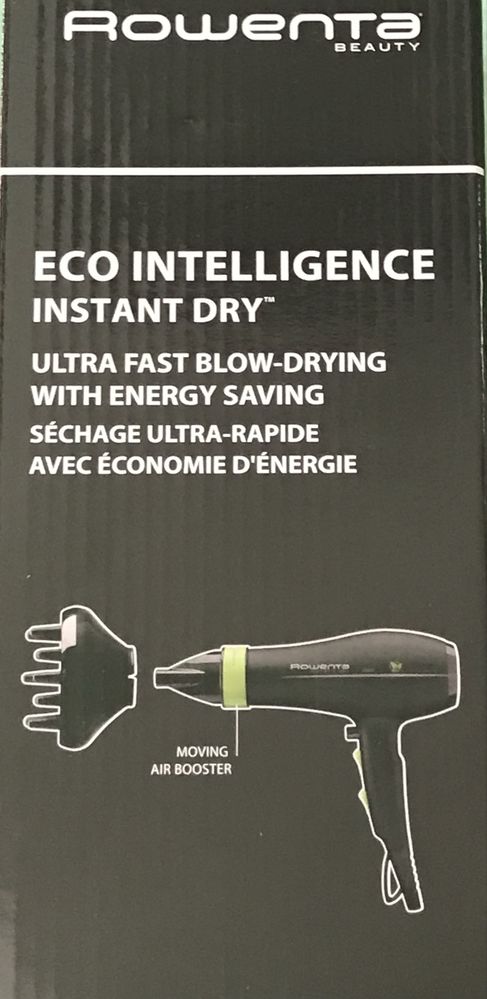 Rowenta
BEAUTY
ECO INTELLIGENCE
INSTANT DRY™
ULTRA FAST BLOW-DRYING
WITH ENERGY SAVING
SÉCHAGE ULTRA-RAPIDE
AVEC ÉCONOMIE D'ÉNERGIE
Rowenta
MOVING
AIR BOOSTER